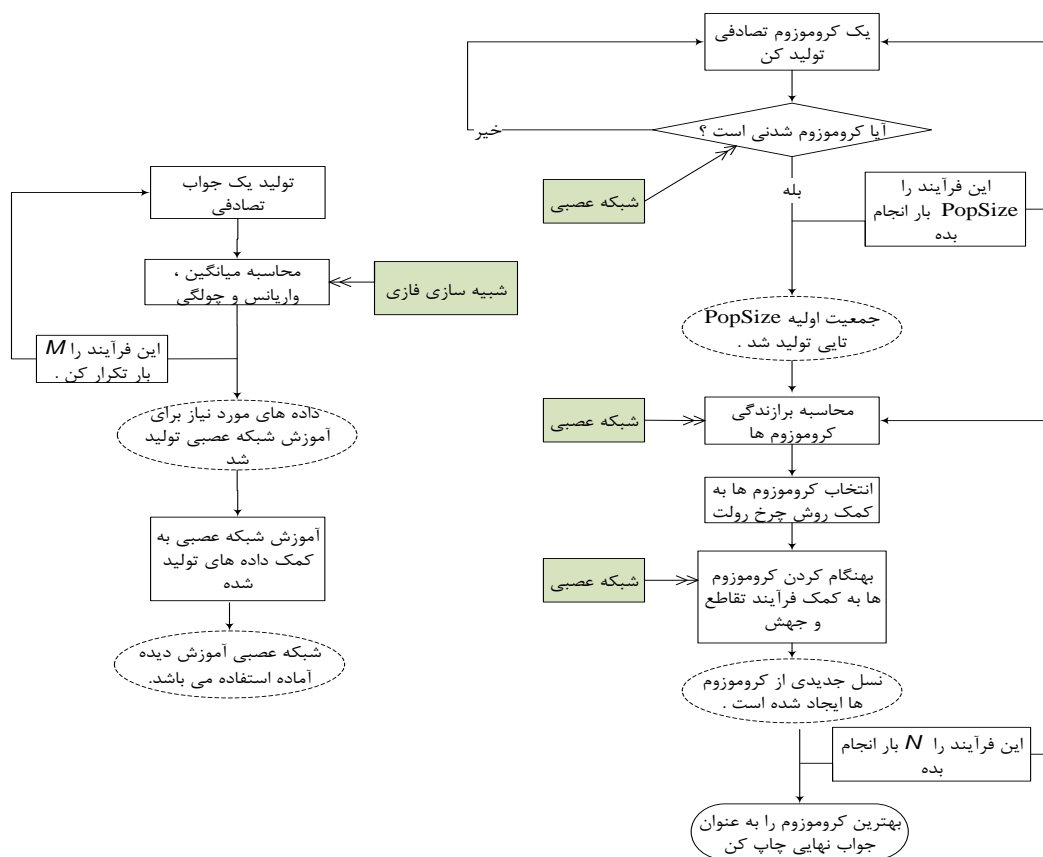 یک کروموزوم تصادفی
تولید کن
آیا کروموزوم شدنی است ؟
خیر
شبکه عصبی
بله
این فرآیند را
PopSize بار انجام
بده
جمعیت اولیه PopSize
تایی تولید شد .
شبکه عصبی
محاسبه برازندگی
کروموزوم ها
انتخاب کروموزوم ها به
کمک روش چرخ رولت
شبکه عصبی
بهنگام کردن کروموزوم
ها به کمک فرآیند تقاطع
و جهش
نسل جدیدی از کروموزوم
ها ایجاد شده است .
این فرآیند را N بار انجام
بده
بهترین کروموزوم را به عنوان
جواب نهایی چاپ کن
تولید یک جواب
تصادفی
محاسبه میانگین ،
واریانس و چولگی
شبیه سازی فازی
این فرآیند را M
بار تکرار کن .
داده های مورد نیاز برای
آموزش شبکه عصبی تولید
شد
آموزش شبکه عصبی به
کمک داده های تولید
شده
شبکه عصبی آموزش دیده
آماده استفاده می باشد.